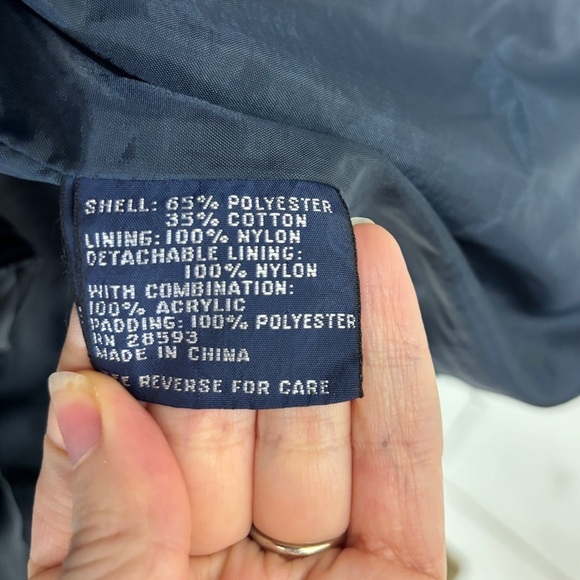 SHELL: 65% POLYESTER
35% COTTON
LINING: 100% NYLON
DETACHABLE LINING:
100% NYLON
WITH COMBINATION:
100% ACRYLIC
PADDING: 100% POLYESTER
RN 28593
MADE IN CHINA
SEE REVERSE FOR CARE